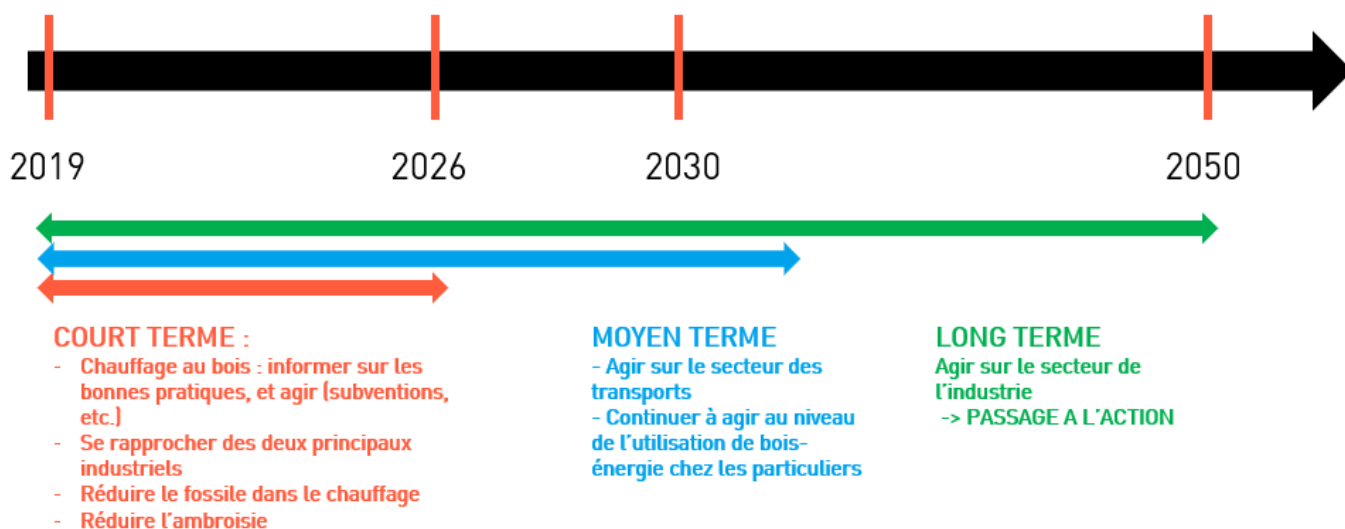 2019
2026
2030
2050
COURT TERME :
- Chauffage au bois : informer sur les
bonnes pratiques, et agir (subventions,
etc.)
- Se rapprocher des deux principaux
industriels
- Réduire le fossile dans le chauffage
- Réduire l'ambroisie
MOYEN TERME
- Agir sur le secteur des
transports
- Continuer à agir au niveau
de l'utilisation de bois-
énergie chez les particuliers
LONG TERME
Agir sur le secteur de
l'industrie
-> PASSAGE A L'ACTION